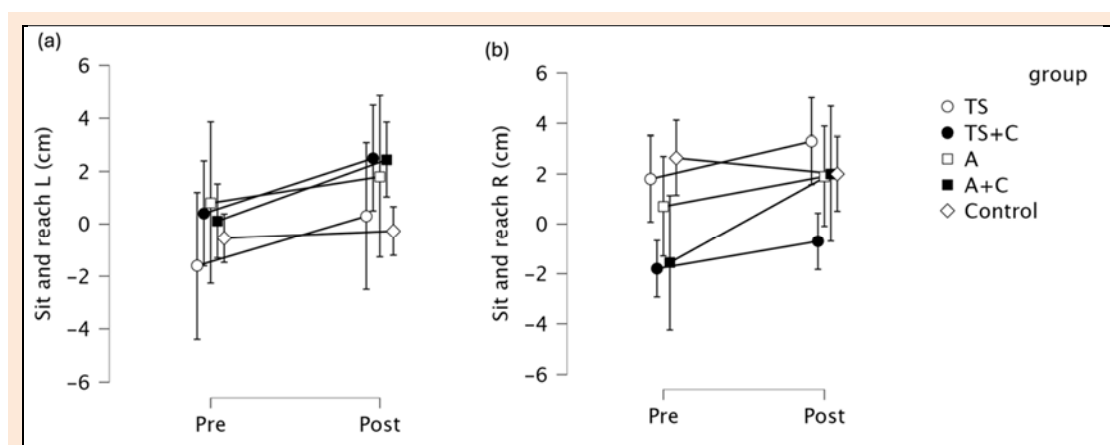 (a)
Sit and reach L (cm)
6
4
2
0
−2
−4
−6
Pre Post
(b)
Sit and reach R (cm)
6
4
2
0
−2
−4
−6
Pre Post
group
TS
TS+C
A
A+C
Control